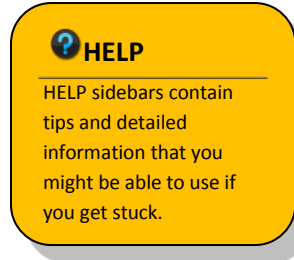 HELP
HELP sidebars contain
tips and detailed
information that you
might be able to use if
you get stuck.